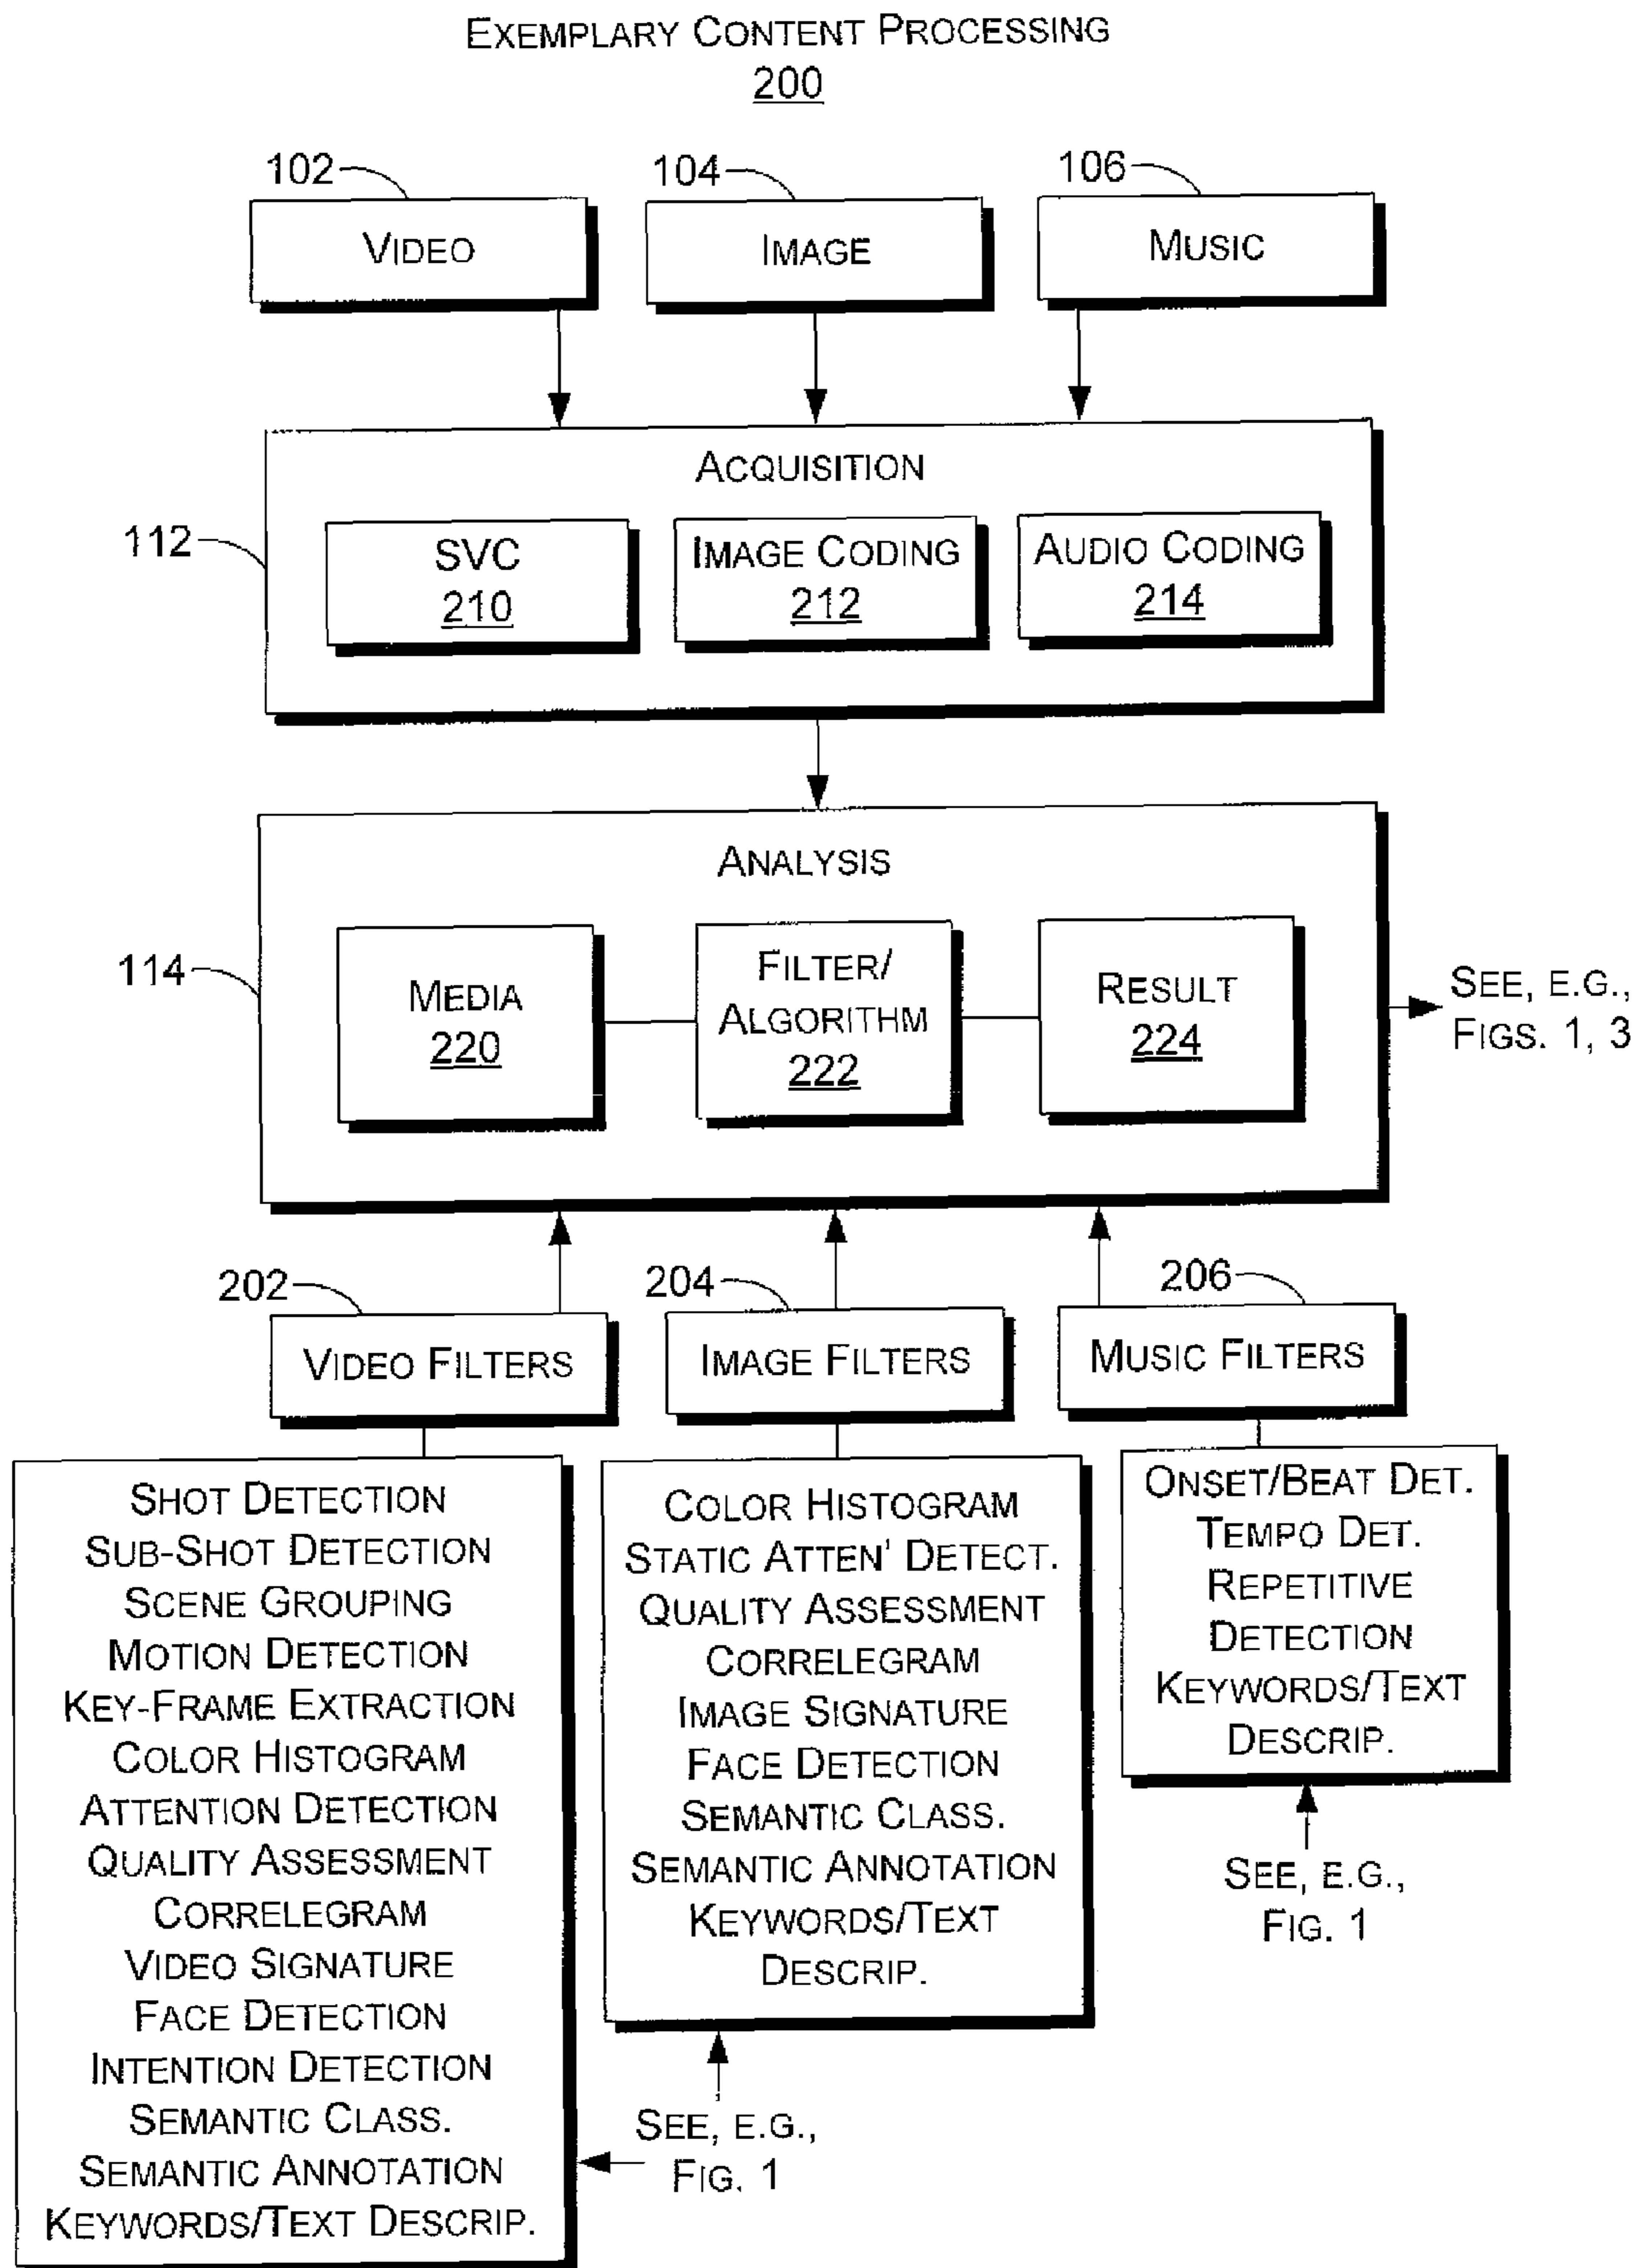 EXEMPLARY CONTENT PROCESSING
200
102
104
106
VIDEO
IMAGE
MUSIC
112
ACQUISITION
SVC
210
IMAGE CODING
212
AUDIO CODING
214
114
ANALYSIS
MEDIA
220
FILTER/
ALGORITHM
222
RESULT
224
SEE, E.G.,
FIGS. 1, 3
202
204
206
VIDEO FILTERS
IMAGE FILTERS
MUSIC FILTERS
SHOT DETECTION
SUB-SHOT DETECTION
SCENE GROUPING
MOTION DETECTION
KEY-FRAME EXTRACTION
COLOR HISTOGRAM
ATTENTION DETECTION
QUALITY ASSESSMENT
CORRELEGRAM
VIDEO SIGNATURE
FACE DETECTION
INTENTION DETECTION
SEMANTIC CLASS.
SEMANTIC ANNOTATION
KEYWORDS/TEXT DESCRIP.
COLOR HISTOGRAM
STATIC ATTEN' DETECT.
QUALITY ASSESSMENT
CORRELEGRAM
IMAGE SIGNATURE
FACE DETECTION
SEMANTIC CLASS.
SEMANTIC ANNOTATION
KEYWORDS/TEXT
DESCRIP.
SEE, E.G.,
FIG. 1
ONSET/BEAT DET.
TEMPO DET.
REPETITIVE
DETECTION
KEYWORDS/TEXT
DESCRIP.
SEE, E.G.,
FIG. 1